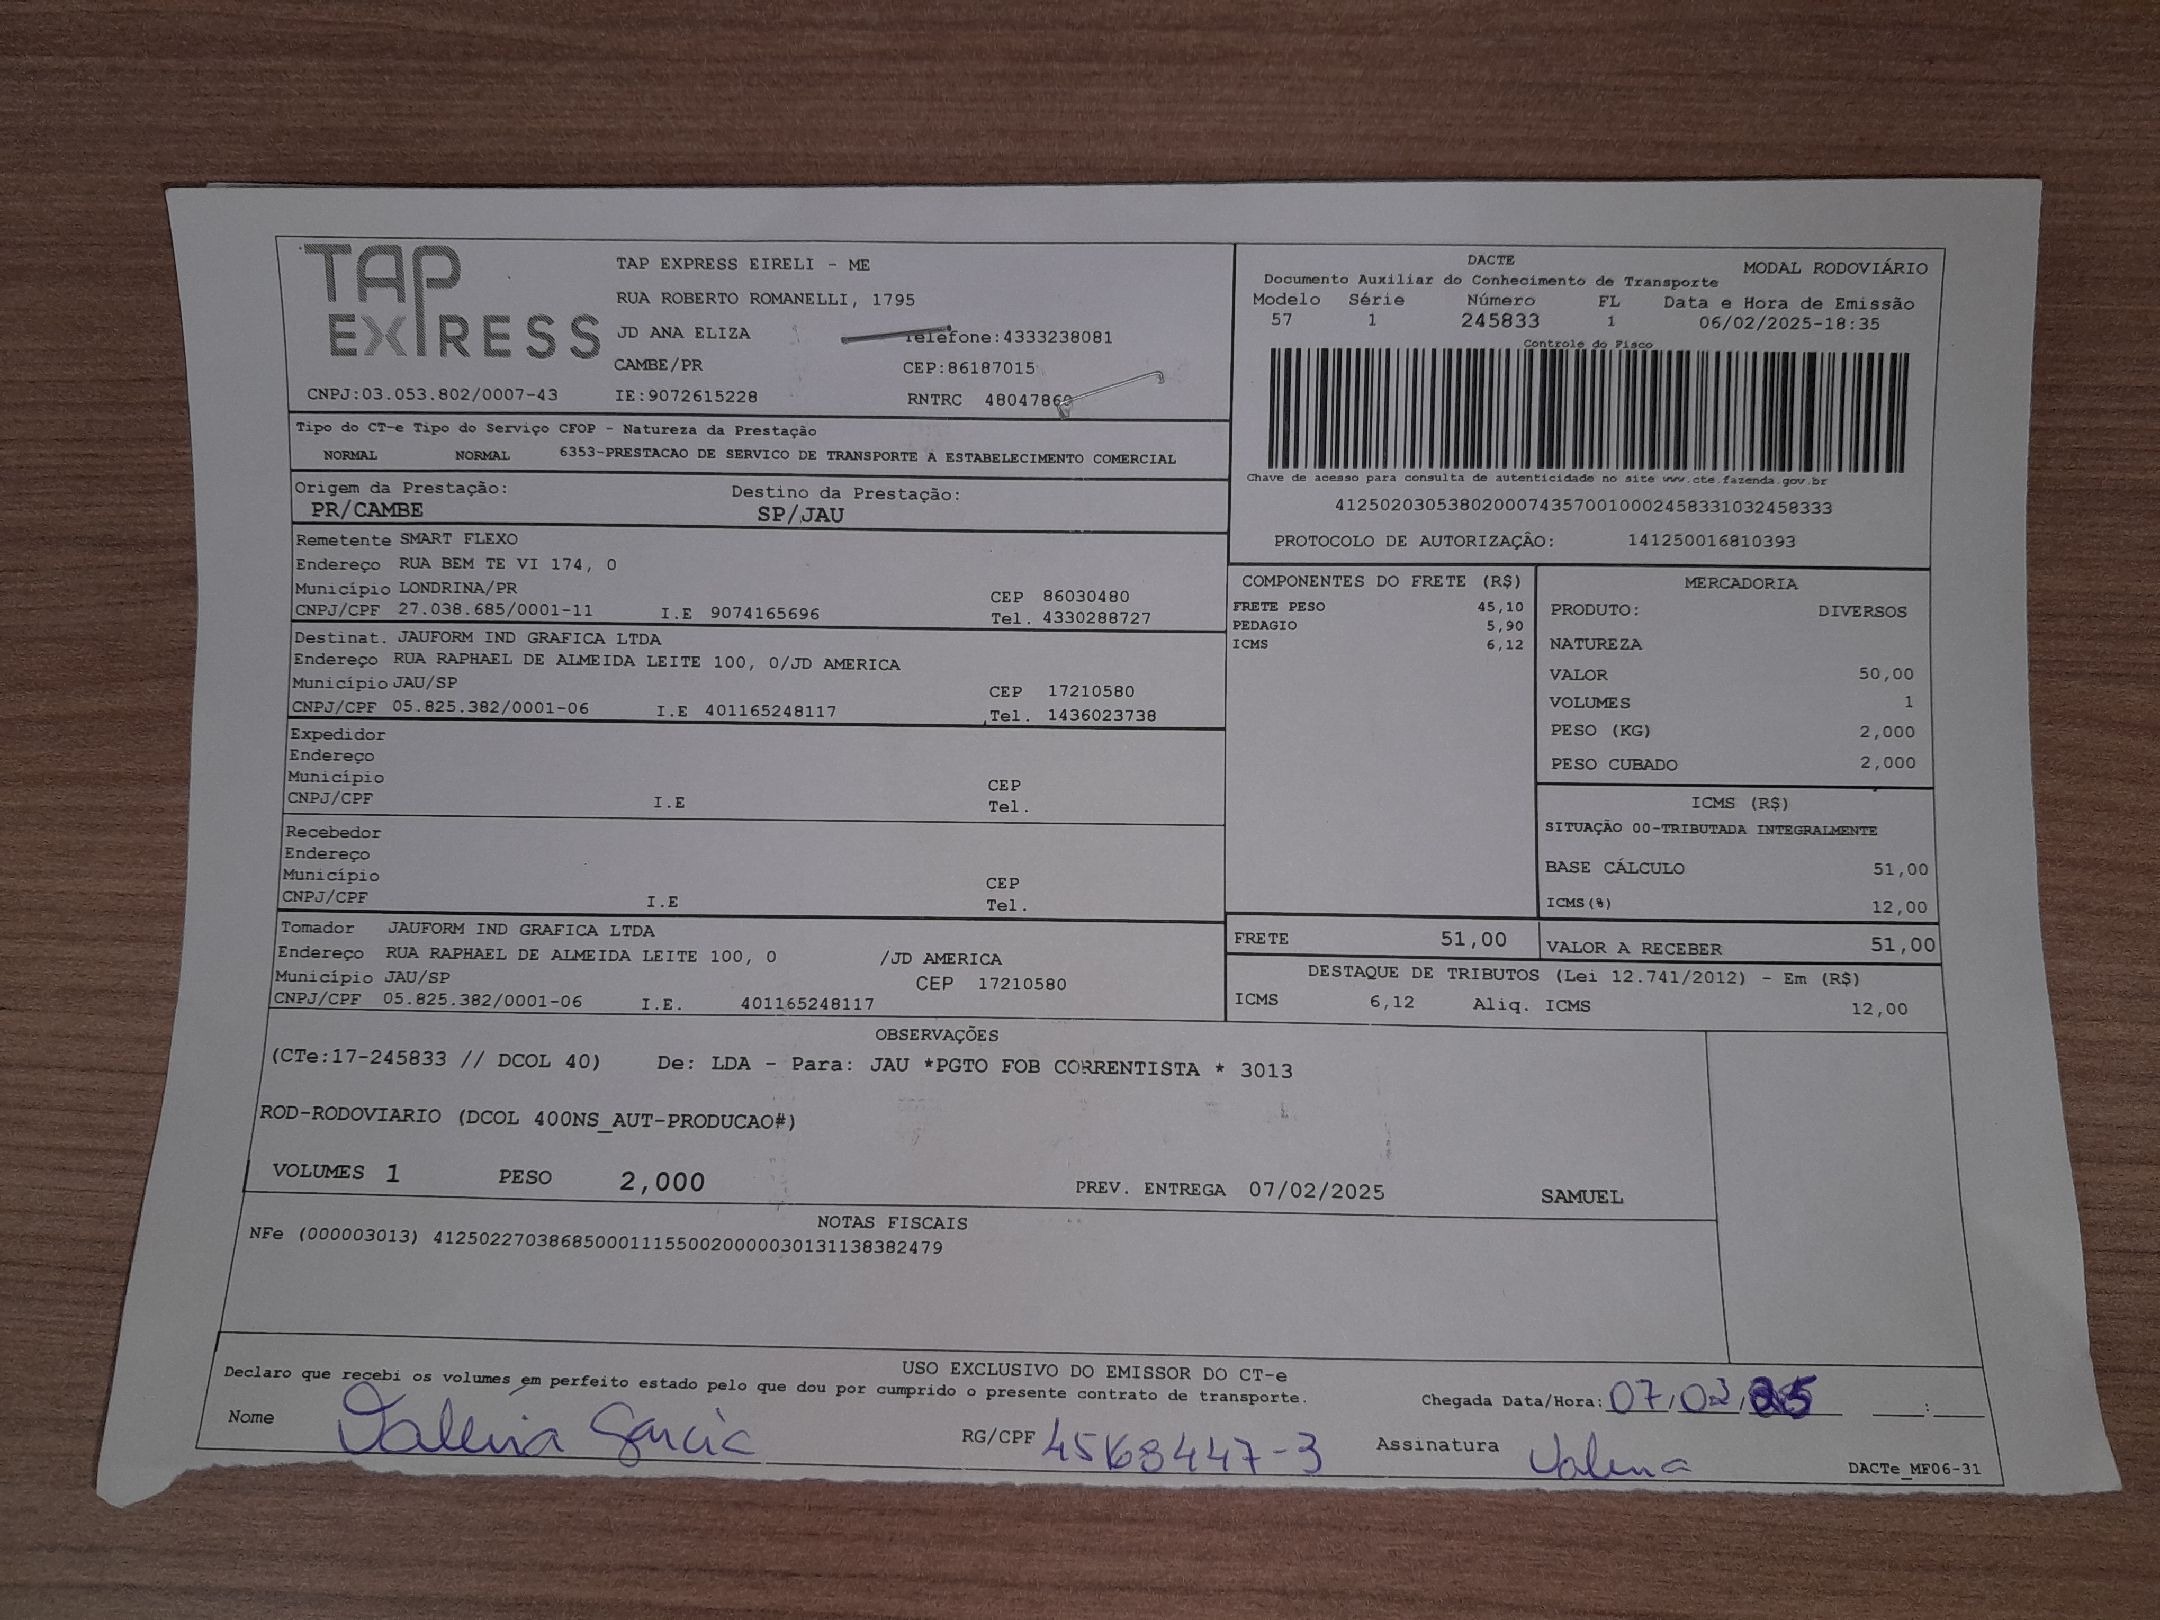 TAP EXPRESS
TAP EXPRESS EIRELI - ME
RUA ROBERTO ROMANELLI, 1795
JD ANA ELIZA Telefone:4333238081
CAMBE/PR CEP:86187015
CNPJ:03.053.802/0007-43 IE:9072615228 RNTRC 48047860
DACTE MODAL RODOVIÁRIO
Documento Auxiliar do Conhecimento de Transporte
Modelo Série Número FL Data e Hora de Emissão
57 1 245833 1 06/02/2025-18:35
Controle do Fisco
Chave de acesso para consulta de autenticidade no site www.cte.fazenda.gov.br
41250203053802000743570010002458331032458333
PROTOCOLO DE AUTORIZAÇÃO: 141250016810393
Tipo do CT-e Tipo do Serviço CFOP - Natureza da Prestação
NORMAL NORMAL 6353-PRESTACAO DE SERVICO DE TRANSPORTE A ESTABELECIMENTO COMERCIAL
Origem da Prestação: Destino da Prestação:
PR/CAMBE SP/JAU
Remetente SMART FLEXO
Endereço RUA BEM TE VI 174, 0
Município LONDRINA/PR CEP 86030480
CNPJ/CPF 27.038.685/0001-11 I.E 9074165696 Tel. 4330288727
Destinat. JAUFORM IND GRAFICA LTDA
Endereço RUA RAPHAEL DE ALMEIDA LEITE 100, 0/JD AMERICA
Município JAU/SP CEP 17210580
CNPJ/CPF 05.825.382/0001-06 I.E 401165248117 Tel. 1436023738
Expedidor
Endereço
Município CEP
CNPJ/CPF I.E Tel.
Recebedor
Endereço
Município CEP
CNPJ/CPF I.E Tel.
Tomador JAUFORM IND GRAFICA LTDA
Endereço RUA RAPHAEL DE ALMEIDA LEITE 100, 0 /JD AMERICA
Município JAU/SP CEP 17210580
CNPJ/CPF 05.825.382/0001-06 I.E. 401165248117
COMPONENTES DO FRETE (R$)
FRETE PESO 45,10
PEDAGIO 5,90
ICMS 6,12
MERCADORIA
PRODUTO: DIVERSOS
NATUREZA
VALOR 50,00
VOLUMES 1
PESO (KG) 2,000
PESO CUBADO 2,000
ICMS (R$)
SITUAÇÃO 00-TRIBUTADA INTEGRALMENTE
BASE CÁLCULO 51,00
ICMS(%) 12,00
FRETE 51,00 VALOR A RECEBER 51,00
DESTAQUE DE TRIBUTOS (Lei 12.741/2012) - Em (R$)
ICMS 6,12 Aliq. ICMS 12,00
OBSERVAÇÕES
(CTe:17-245833 // DCOL 40) De: LDA - Para: JAU *PGTO FOB CORRENTISTA * 3013
ROD-RODOVIARIO (DCOL 400NS_AUT-PRODUCAO#)
VOLUMES 1 PESO 2,000 PREV. ENTREGA 07/02/2025 SAMUEL
NOTAS FISCAIS
NFe (000003013) 41250227038685000111550020000030131138382479
USO EXCLUSIVO DO EMISSOR DO CT-e
Declaro que recebi os volumes em perfeito estado pelo que dou por cumprido o presente contrato de transporte.
Chegada Data/Hora: 07/02/25 __:__
Nome Valeria Garcia RG/CPF 4568447-3 Assinatura Valeria
DACTe_MF06-31